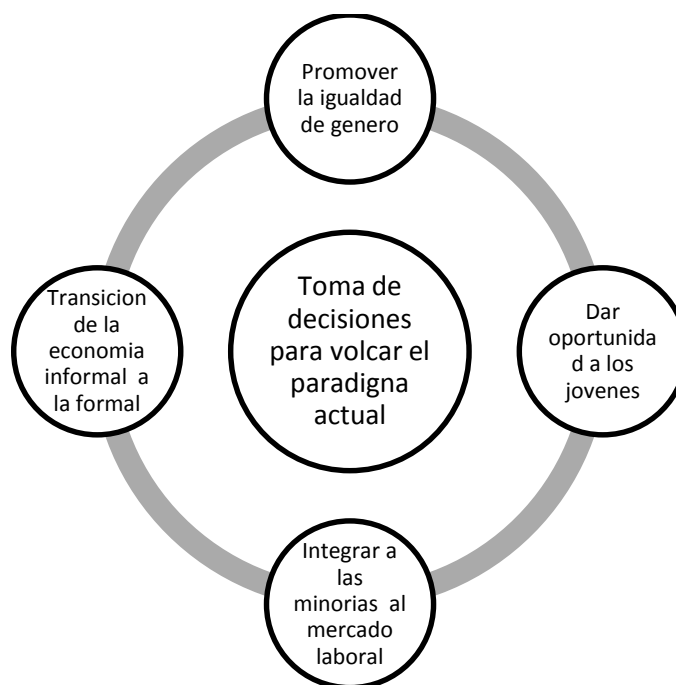 Promover
la igualdad
de genero
Transicion
de la
economia
informal a
la formal
Toma de
decisiones
para volcar el
paradigna
actual
Dar
oportunida
d a los
jovenes
Integrar a
las
minorias al
mercado
laboral